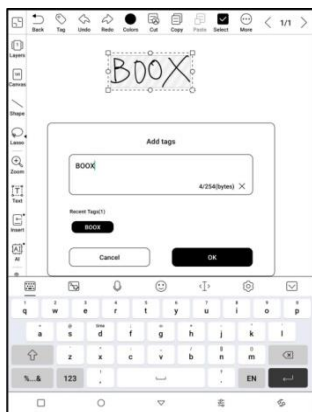 Back Tag Undo Redo Colors Cut Copy Paste Select More 1/1
Layers
Canvas
Shape
Lasso
Zoom
Text
Insert
AI
BOOX
Add tags
BOOX
4/254(bytes)
Recent Tags(1)
BOOX
Cancel OK
q w e r t y u i o p
a s d f g h j k l
z x c v b n m
%...& 123 , . EN